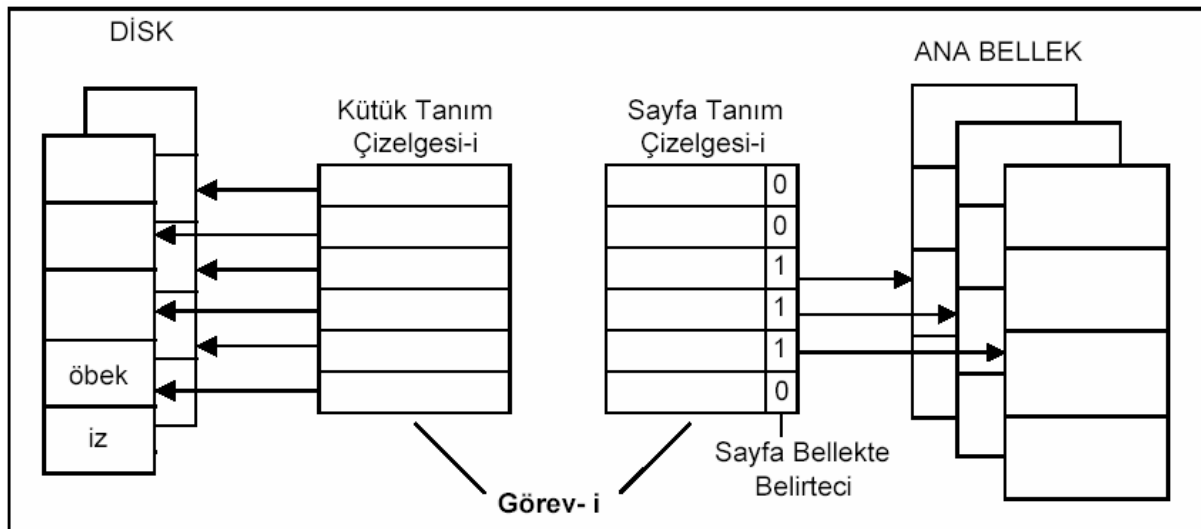 DİSK
ANA BELLEK
Kütük Tanım
Çizelgesi-i
Sayfa Tanım
Çizelgesi-i
0
0
1
1
1
0
öbek
iz
Sayfa Bellekte
Belirteci
Görev- i